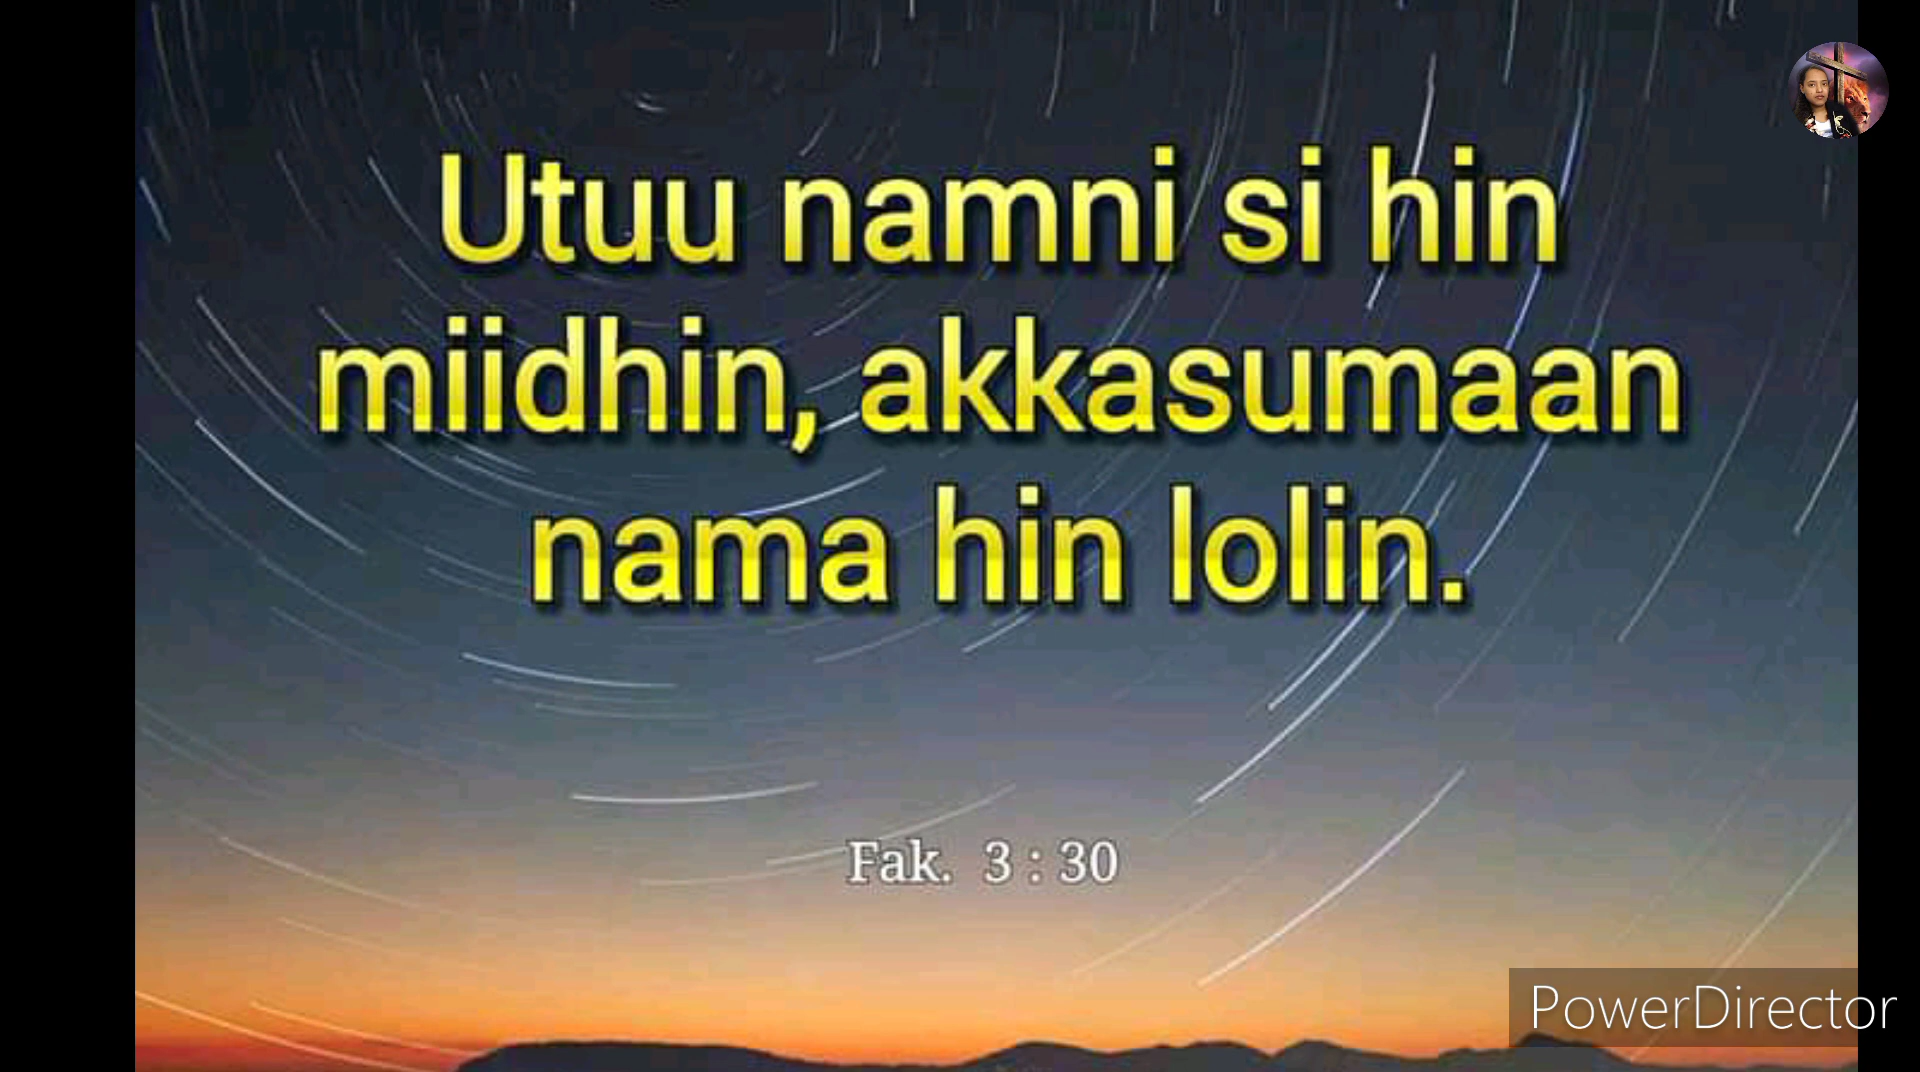 Utuu namni si hin
miidhin, akkasumaan
nama hin lolin.
Fak. 3 : 30
PowerDirector